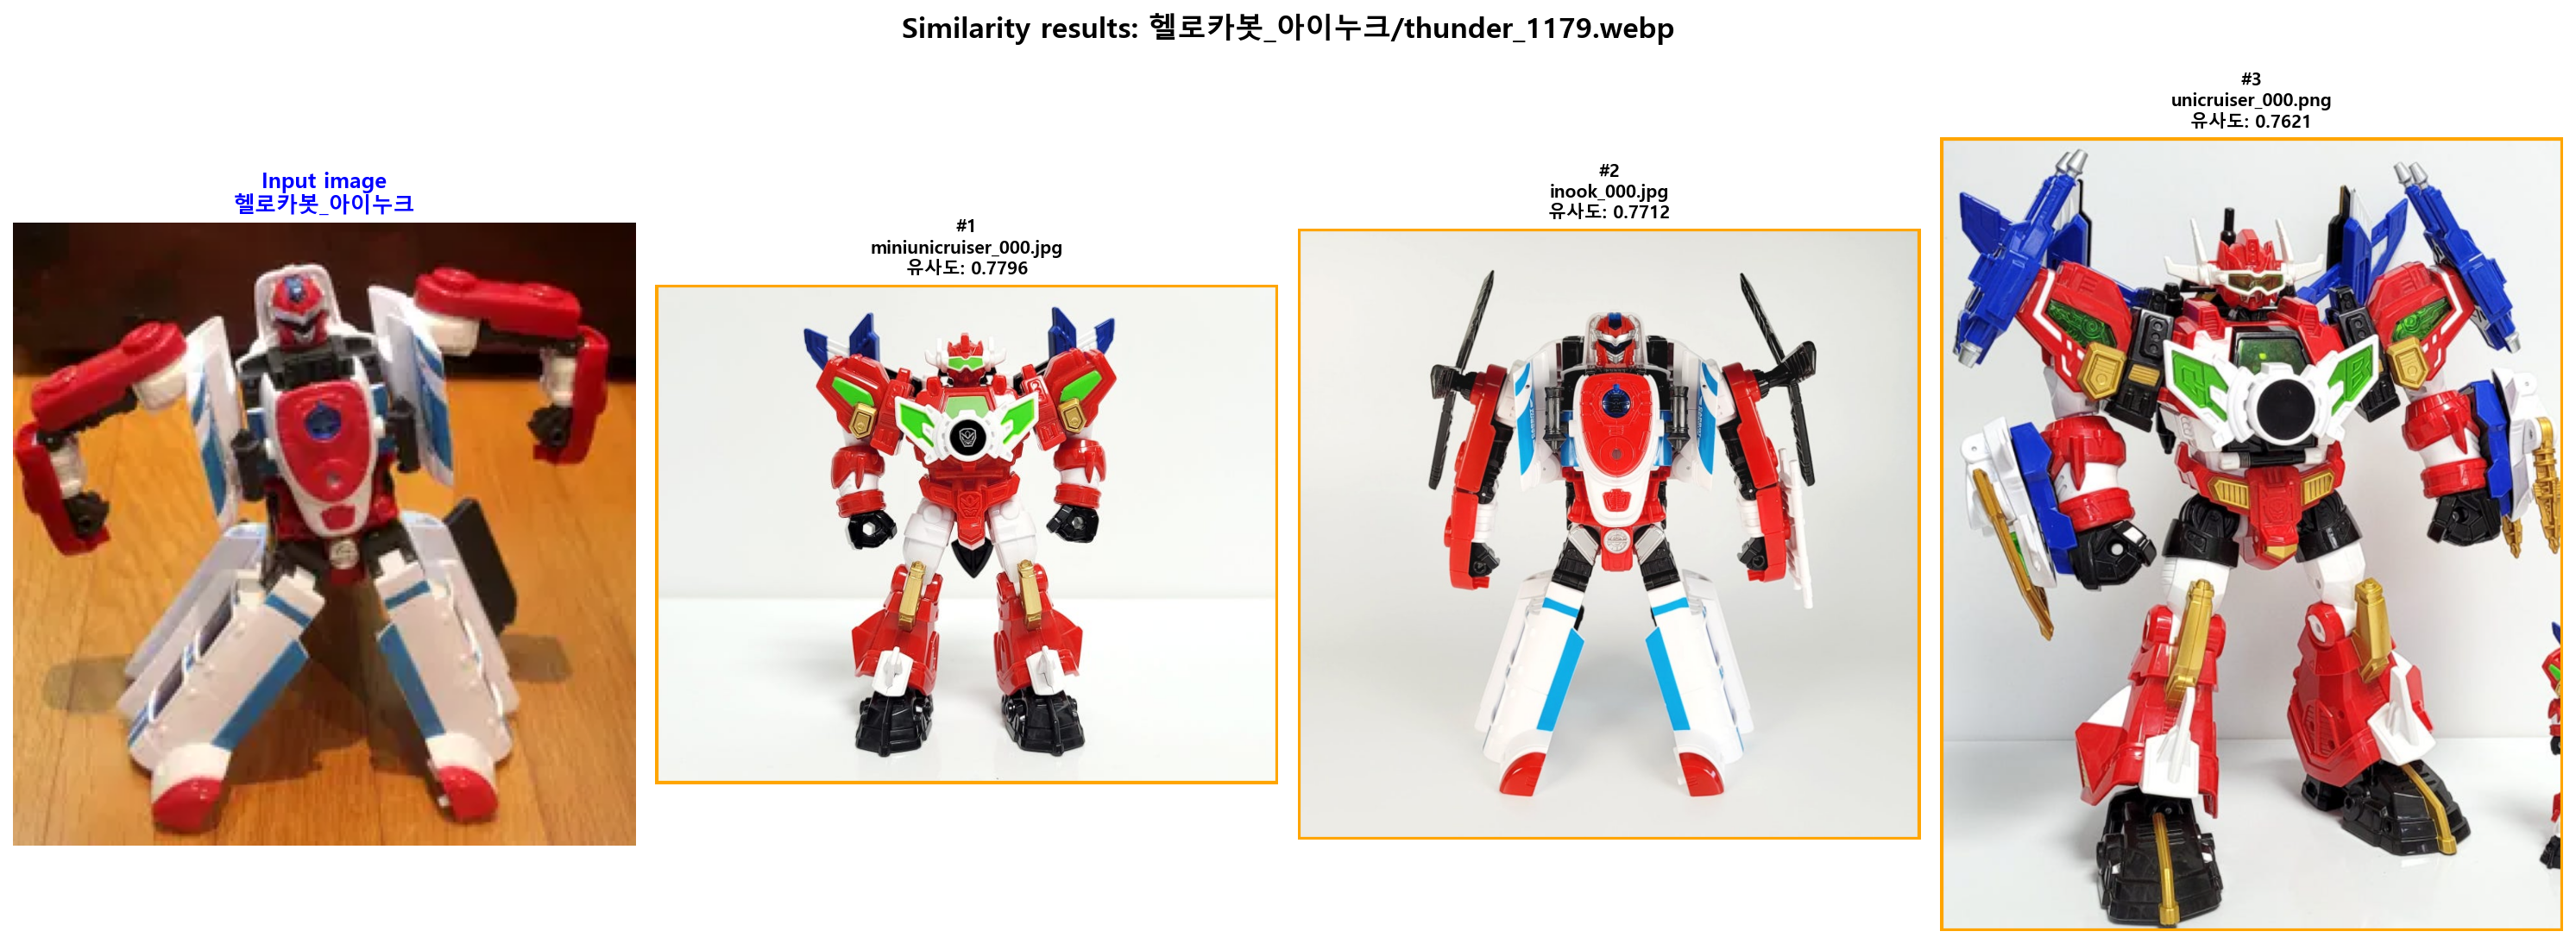 Similarity results: 헬로카봇_아이누크/thunder_1179.webp
Input image
헬로카봇_아이누크
#1
miniunicruiser_000.jpg
유사도: 0.7796
#2
inook_000.jpg
유사도: 0.7712
#3
unicruiser_000.png
유사도: 0.7621